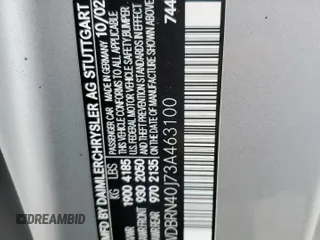 MFD BY DAIMLERCHRYSLER AG STUTTGART
PASSENGER CAR MADE IN GERMANY 10/02
THIS VEHICLE CONFORMS TO ALL APPLICABLE
U.S. FEDERAL MOTOR VEHICLE SAFETY, BUMPER,
AND THEFT PREVENTION STANDARDS IN EFFECT
ON THE DATE OF MANUFACTURE SHOWN ABOVE.
KG LBS
1900 4185
930 2050
970 2135
DBRN40J73A463100
744
DREAMBID